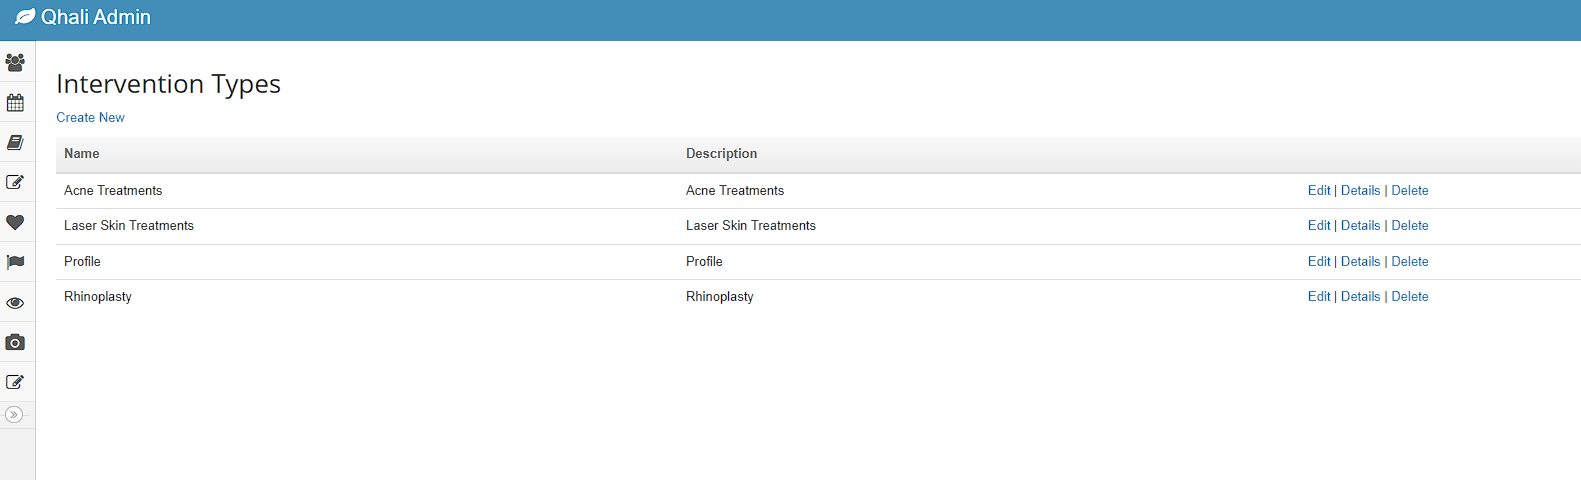 Qhali Admin
Intervention Types
Create New
Name Description
Acne Treatments Acne Treatments Edit | Details | Delete
Laser Skin Treatments Laser Skin Treatments Edit | Details | Delete
Profile Profile Edit | Details | Delete
Rhinoplasty Rhinoplasty Edit | Details | Delete